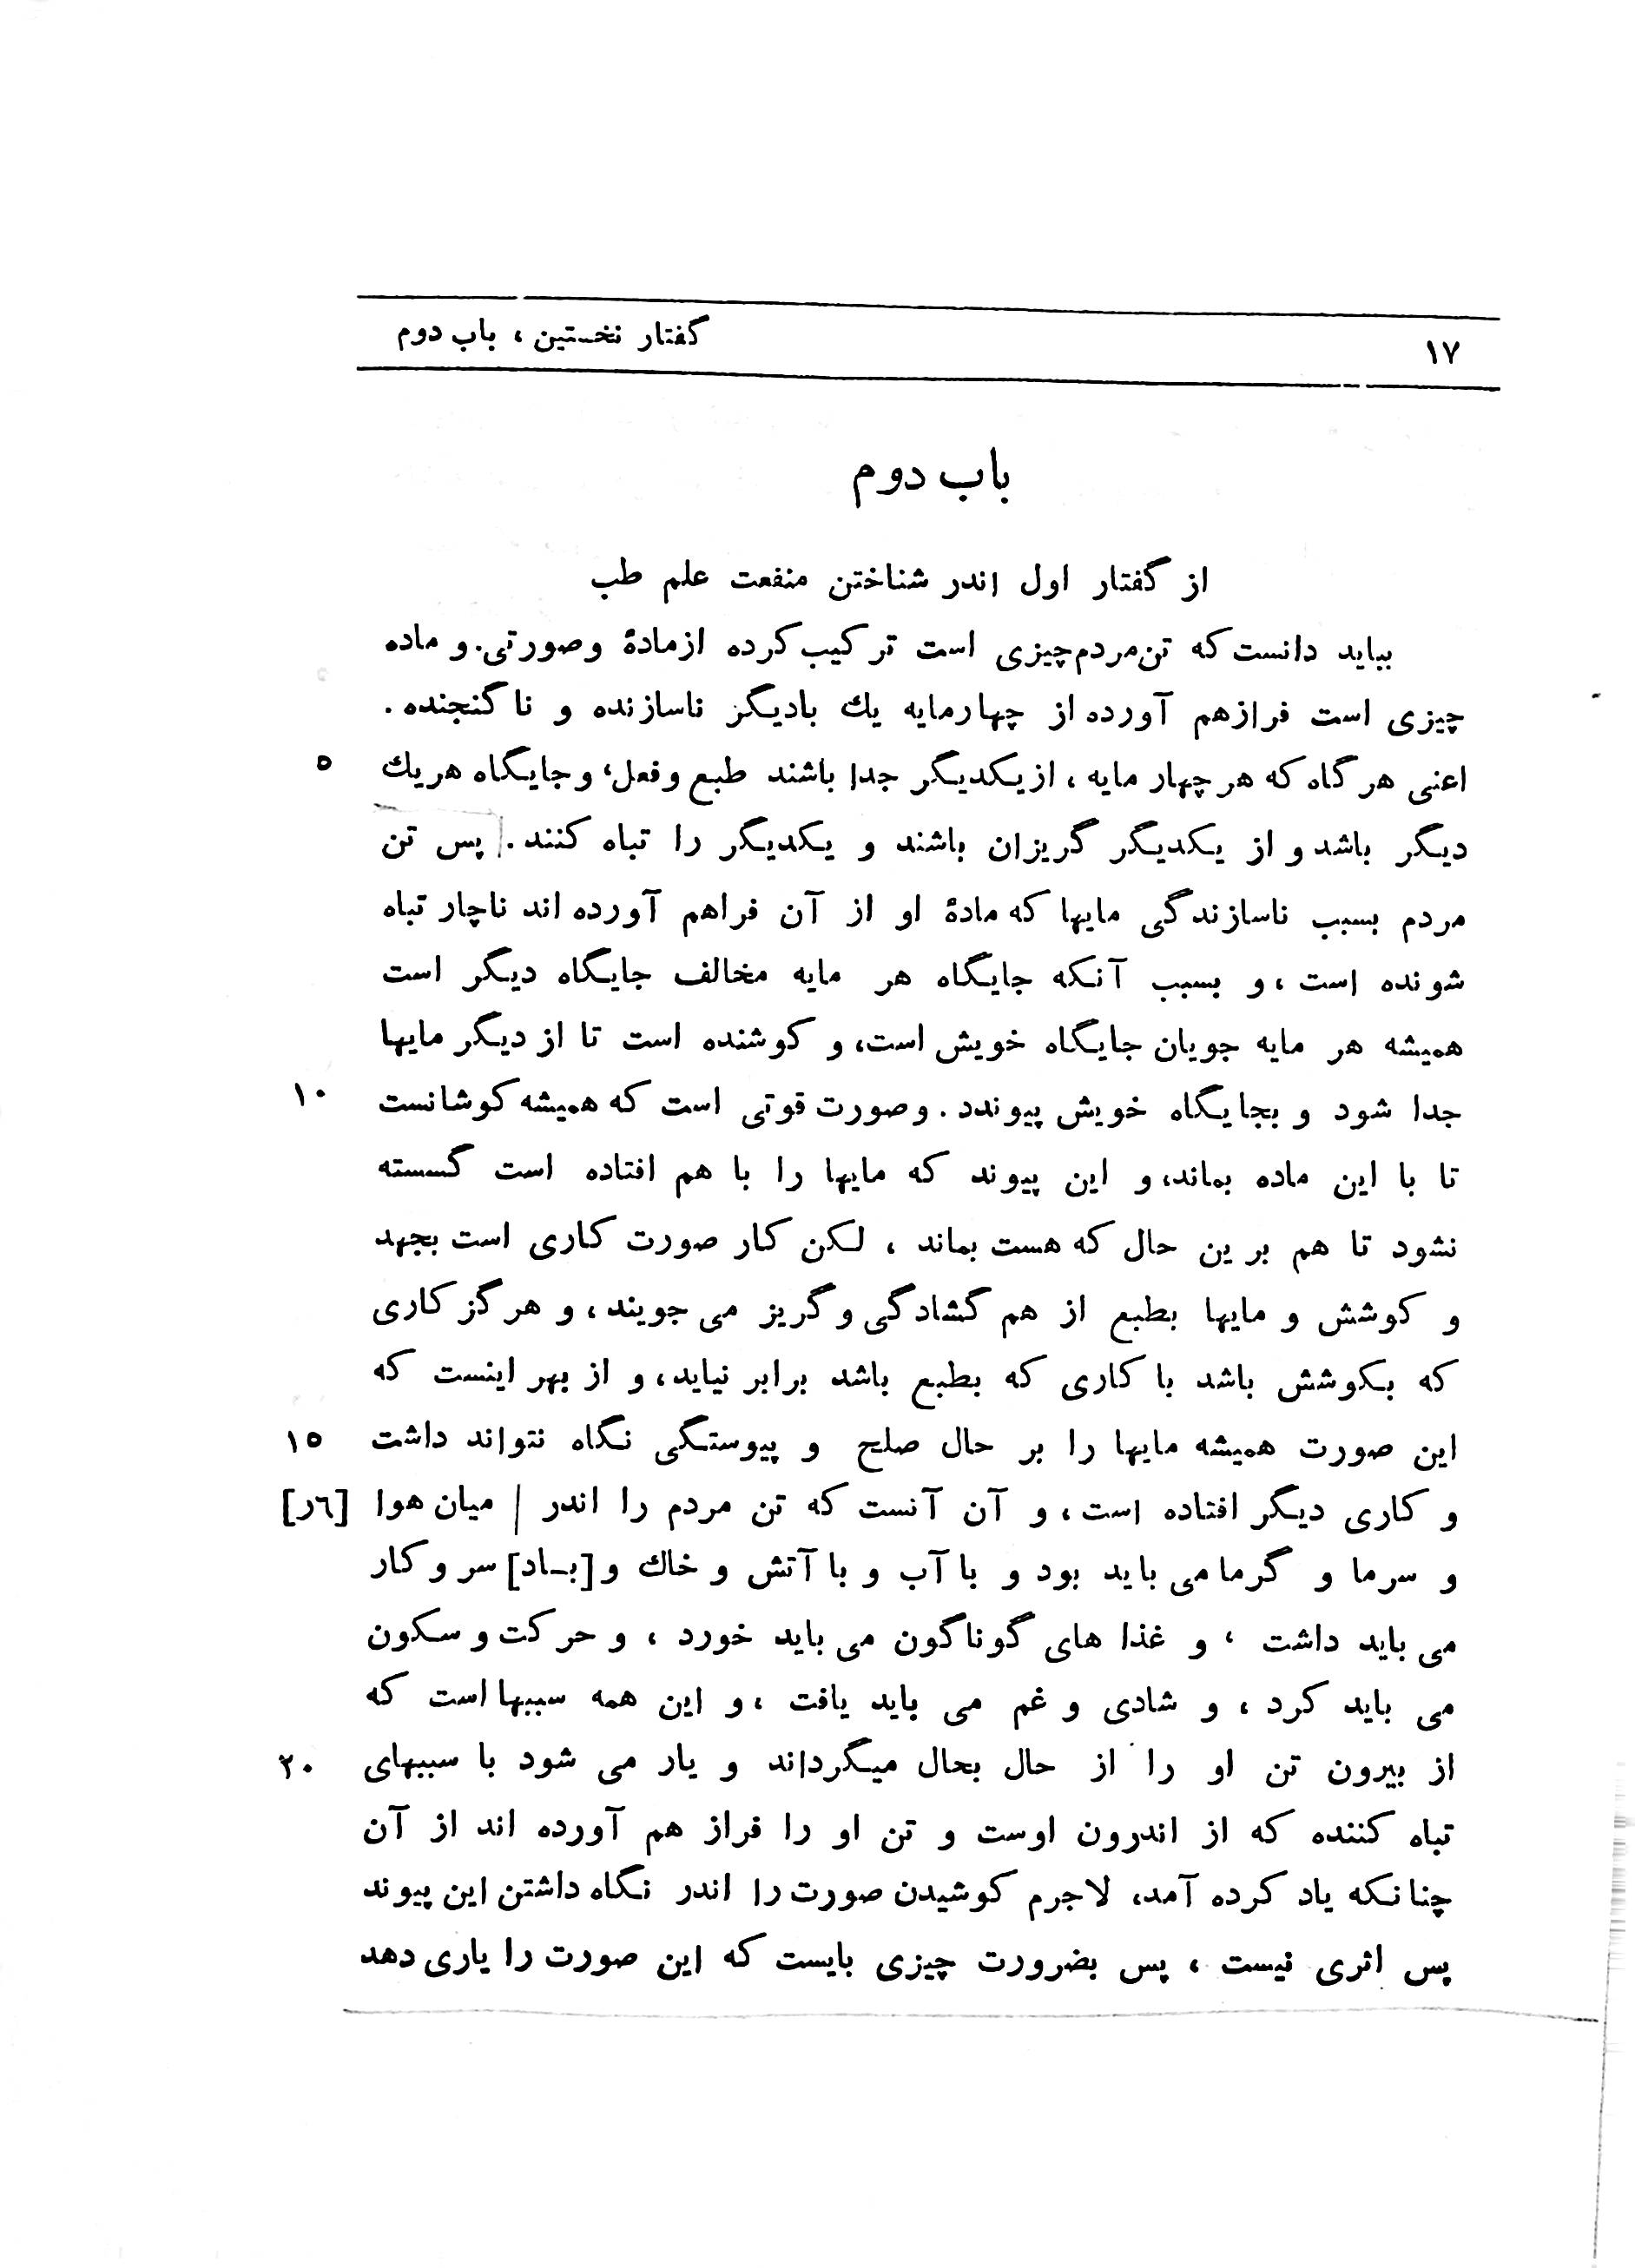 ۱۷
گفتار نخستین ، باب دوم
باب دوم
از گفتار اول اندر شناختن منفعت علم طب
بباید دانست که تن مردم چیزی است ترکیب کرده از مادهٔ و صورتی. و ماده
چیزی است فرازهم آورده از چهارمایه یك بادیگر ناسازنده و ناگنجنده .
اعنی هرگاه که هرچهار مایه ، ازیکدیگر جدا باشند طبع و فعل، و جایگاه هریك ۵
دیگر باشد و از یکدیگر گریزان باشند و یکدیگر را تباه کنند . پس تن
مردم بسبب ناسازندگی مایها که مادهٔ او از آن فراهم آورده اند ناچار تباه
شونده است ، و بسبب آنکه جایگاه هر مایه مخالف جایگاه دیگر است
همیشه هر مایه جویان جایگاه خویش است، و کوشنده است تا از دیگر مایها
جدا شود و بجایگاه خویش پیوندد . و صورت قوتی است که همیشه کوشانست ۱۰
تا با این ماده بماند، و این پیوند که مایها را با هم افتاده است گسسته
نشود تا هم برین حال که هست بماند ، لکن کار صورت کاری است بجهد
و کوشش و مایها بطبع از هم گشادگی و گریز می جویند ، و هرگز کاری
که بکوشش باشد با کاری که بطبع باشد برابر نیاید ، و از بهر اینست که
این صورت همیشه مایها را بر حال صلح و پیوستگی نگاه نتواند داشت ۱۵
و کاری دیگر افتاده است ، و آن آنست که تن مردم را اندر | میان هوا [٦ر]
و سرما و گرما می باید بود و با آب و با آتش و خاك و [بـاد] سر و کار
می باید داشت ، و غذا های گوناگون می باید خورد ، و حرکت و سکون
می باید کرد ، و شادی و غم می باید یافت ، و این همه سببها است که
از بیرون تن او را از حال بحال میگرداند و یار می شود با سببهای ۲۰
تباه کننده که از اندرون اوست و تن او را فراز هم آورده اند از آن
چنانکه یاد کرده آمد، لاجرم کوشیدن صورت را اندر نگاه داشتن این پیوند
پس اثری نیست ، پس بضرورت چیزی بایست که این صورت را یاری دهد